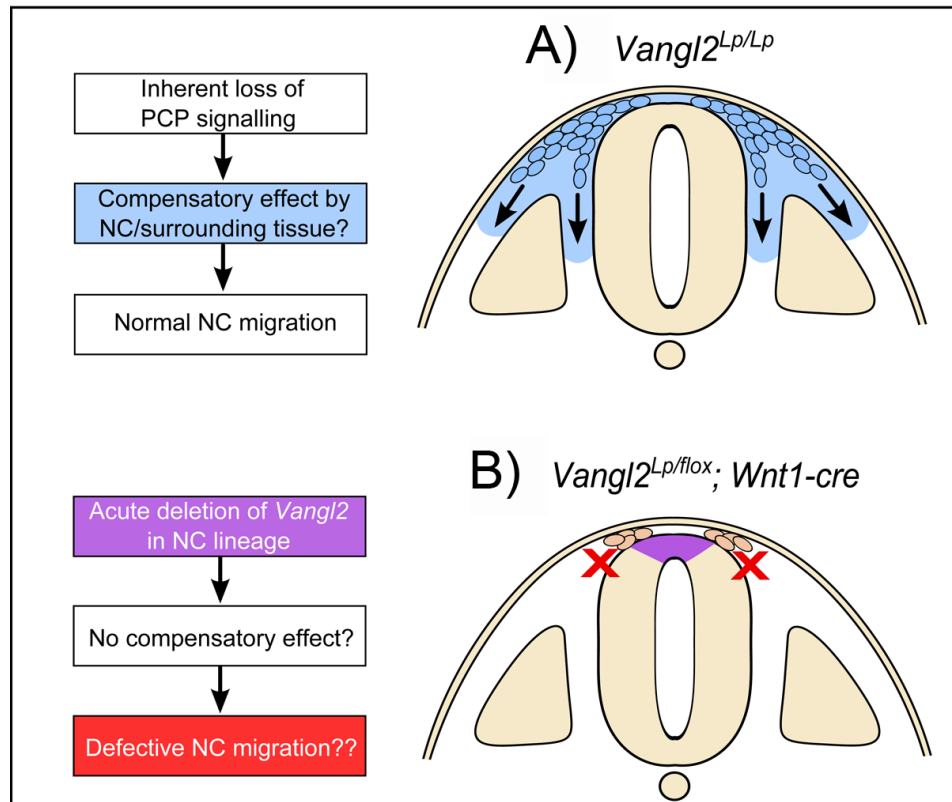 A) Vangl2Lp/Lp
Inherent loss of
PCP signalling
Compensatory effect by
NC/surrounding tissue?
Normal NC migration
B) Vangl2Lp/flox; Wnt1-cre
Acute deletion of Vangl2
in NC lineage
No compensatory effect?
Defective NC migration??